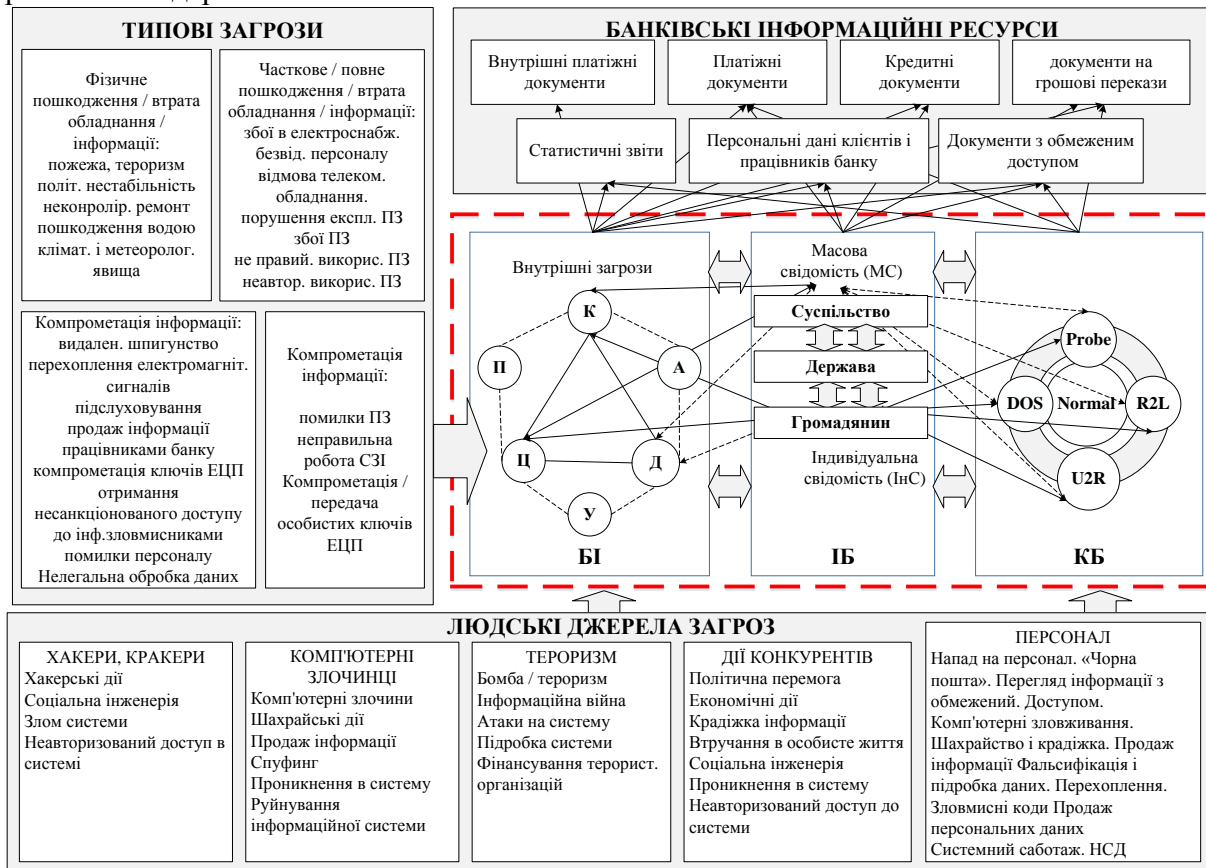 ТИПОВІ ЗАГРОЗИ
Фізичне
пошкодження / втрата
обладнання /
інформації:
пожежа, тероризм
політ. нестабільність
неконролір. ремонт
пошкодження водою
клімат. і метеоролог.
явища
Часткове / повне
пошкодження / втрата
обладнання / інформації:
збої в електроснабж.
безвід. персоналу
відмова телеком.
обладнання.
порушення експл. ПЗ
збої ПЗ
не правий. викорис. ПЗ
неавтор. викорис. ПЗ
Компрометація інформації:
видален. шпигунство
перехоплення електромагніт.
сигналів
підслуховування
продаж інформації
працівниками банку
компрометація ключів ЕЦП
отримання
несанкціонованого доступу
до інф.зловмисниками
помилки персоналу
Нелегальна обробка даних
Компрометація
інформації:
помилки ПЗ
неправильна
робота СЗІ
Компрометація /
передача
особистих ключів
ЕЦП
БАНКІВСЬКІ ІНФОРМАЦІЙНІ РЕСУРСИ
Внутрішні платіжні
документи
Платіжні
документи
Кредитні
документи
документи на
грошові перекази
Статистичні звіти
Персональні дані клієнтів і
працівників банку
Документи з обмеженим
доступом
Внутрішні загрози
К
П
А
Ц
Д
У
БІ
Масова
свідомість (МС)
Суспільство
Держава
Громадянин
Індивідуальна
свідомість (ІнС)
ІБ
Probe
DOS
Normal
R2L
U2R
КБ
ЛЮДСЬКІ ДЖЕРЕЛА ЗАГРОЗ
ХАКЕРИ, КРАКЕРИ
Хакерські дії
Соціальна інженерія
Злом системи
Неавторизований доступ в
системі
КОМП'ЮТЕРНІ
ЗЛОЧИНЦІ
Комп'ютерні злочини
Шахрайські дії
Продаж інформації
Спуфинг
Проникнення в систему
Руйнування
інформаційної системи
ТЕРОРИЗМ
Бомба / тероризм
Інформаційна війна
Атаки на систему
Підробка системи
Фінансування терорист.
організацій
ДІЇ КОНКУРЕНТІВ
Політична перемога
Економічні дії
Крадіжка інформації
Втручання в особисте життя
Соціальна інженерія
Проникнення в систему
Неавторизований доступ до
системи
ПЕРСОНАЛ
Напад на персонал. «Чорна
пошта». Перегляд інформації з
обмежений. Доступом.
Комп'ютерні зловживання.
Шахрайство і крадіжка. Продаж
інформації Фальсифікація і
підробка даних. Перехоплення.
Зловмисні коди Продаж
персональних даних
Системний саботаж. НСД